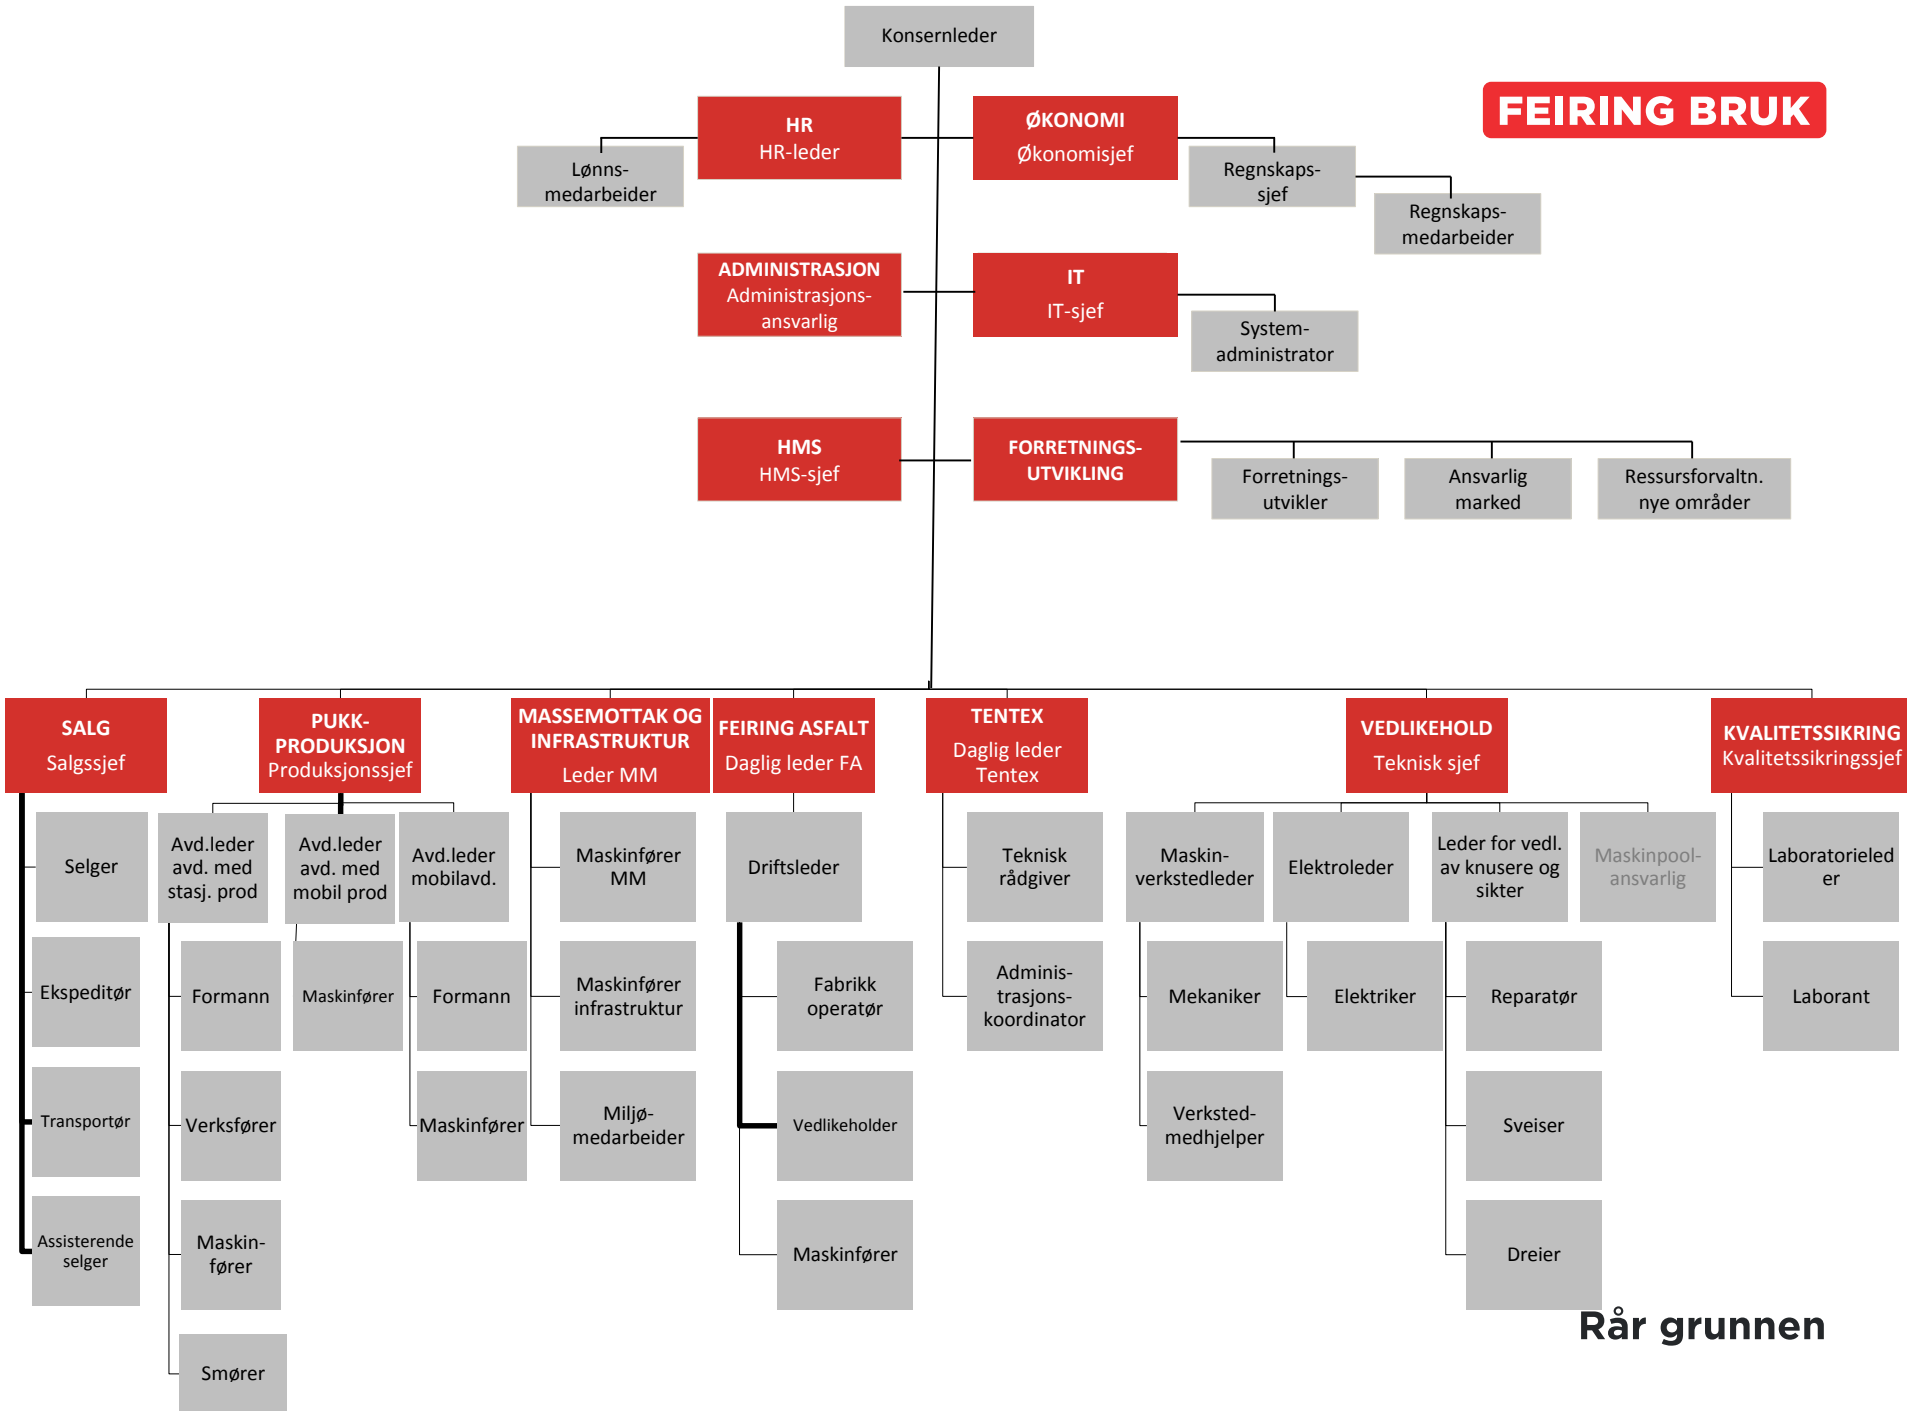 Konsernleder
FEIRING BRUK
HR
HR-leder
ØKONOMI
Økonomisjef
Lønns-
medarbeider
Regnskaps-
sjef
Regnskaps-
medarbeider
ADMINISTRASJON
Administrasjons-
ansvarlig
IT
IT-sjef
System-
administrator
HMS
HMS-sjef
FORRETNINGS-
UTVIKLING
Forretnings-
utvikler
Ansvarlig
marked
Ressursforvaltn.
nye områder
SALG
Salgssjef
PUKK-
PRODUKSJON
Produksjonssjef
MASSEMOTTAK OG
INFRASTRUKTUR
Leder MM
FEIRING ASFALT
Daglig leder FA
TENTEX
Daglig leder
Tentex
VEDLIKEHOLD
Teknisk sjef
KVALITETSSIKRING
Kvalitetssikringssjef
Selger
Avd.leder
avd. med
stasj. prod
Avd.leder
avd. med
mobil prod
Avd.leder
mobilavd.
Maskinfører
MM
Driftsleder
Teknisk
rådgiver
Maskin-
verkstedleder
Elektroleder
Leder for vedl.
av knusere og
sikter
Maskinpool-
ansvarlig
Laboratorieled
er
Ekspeditør
Formann
Maskinfører
Formann
Maskinfører
infrastruktur
Fabrikk
operatør
Adminis-
trasjons-
koordinator
Mekaniker
Elektriker
Reparatør
Laborant
Transportør
Verksfører
Maskinfører
Miljø-
medarbeider
Vedlikeholder
Verksted-
medhjelper
Sveiser
Assisterende
selger
Maskin-
fører
Maskinfører
Dreier
Smører
Rår grunnen